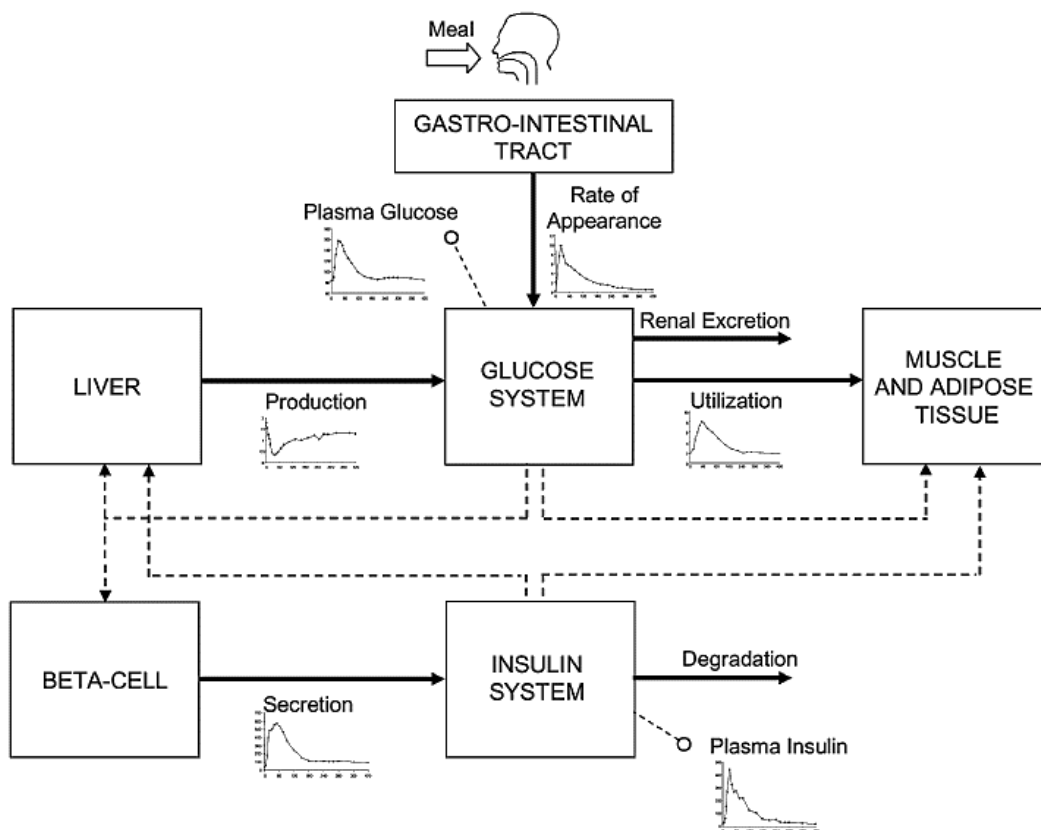 Meal
GASTRO-INTESTINAL
TRACT
Plasma Glucose
Rate of
Appearance
LIVER
Production
GLUCOSE
SYSTEM
Renal Excretion
Utilization
MUSCLE
AND ADIPOSE
TISSUE
BETA-CELL
Secretion
INSULIN
SYSTEM
Degradation
Plasma Insulin